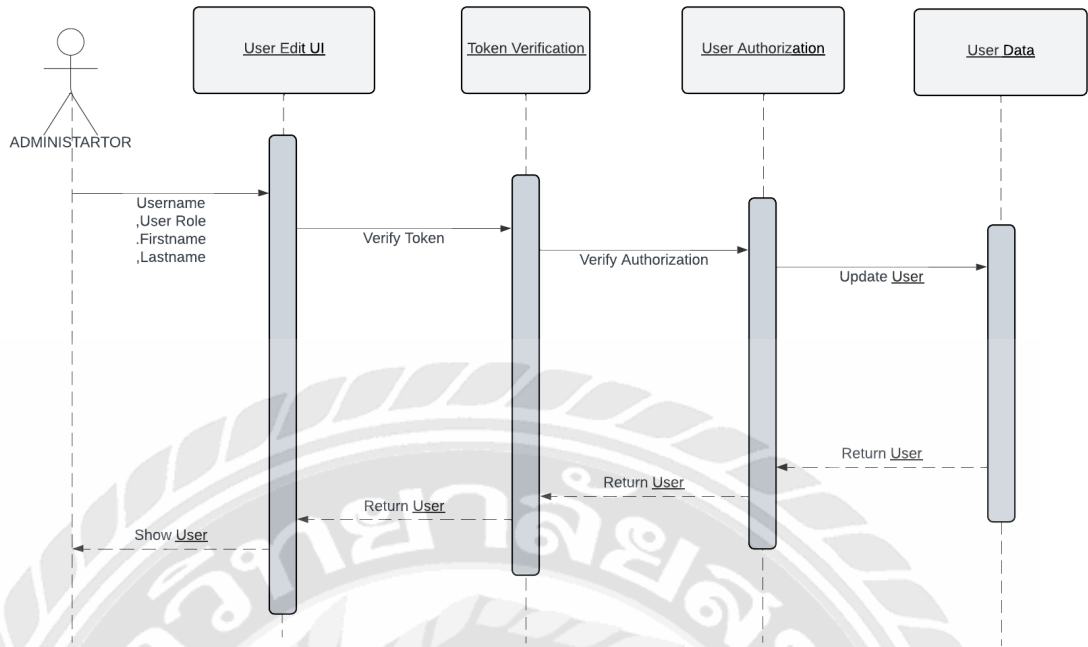 User Edit UI
Token Verification
User Authorization
User Data
ADMINISTARTOR
Username
,User Role
.Firstname
,Lastname
Verify Token
Verify Authorization
Update User
Return User
Return User
Return User
Show User